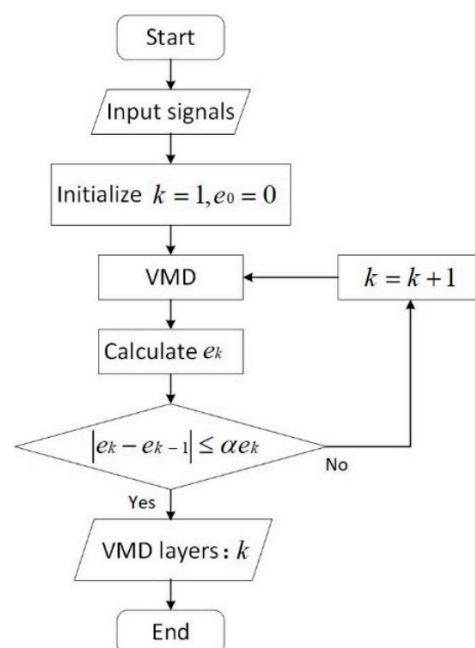 Start
Input signals
Initialize k = 1, e₀ = 0
VMD
k = k + 1
Calculate eₖ
|eₖ − eₖ₋₁| ≤ αeₖ
No
Yes
VMD layers : k
End